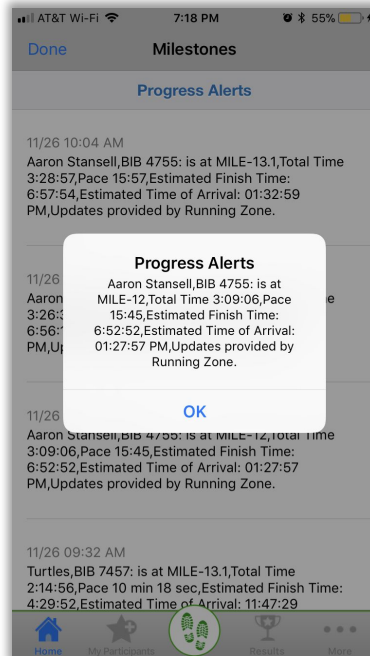 AT&T Wi-Fi 7:18 PM 55%
Done Milestones
Progress Alerts
11/26 10:04 AM
Aaron Stansell,BIB 4755: is at MILE-13.1,Total Time
3:28:57,Pace 15:57,Estimated Finish Time:
6:57:54,Estimated Time of Arrival: 01:32:59
PM,Updates provided by Running Zone.
11/26
Aaron
3:26:3
6:56:1
PM,Up
Progress Alerts
Aaron Stansell,BIB 4755: is at
MILE-12,Total Time 3:09:06,Pace
15:45,Estimated Finish Time:
6:52:52,Estimated Time of Arrival:
01:27:57 PM,Updates provided by
Running Zone.
OK
11/26
Aaron Stansell,BIB 4755: is at MILE-12,Total Time
3:09:06,Pace 15:45,Estimated Finish Time:
6:52:52,Estimated Time of Arrival: 01:27:57
PM,Updates provided by Running Zone.
11/26 09:32 AM
Turtles,BIB 7457: is at MILE-13.1,Total Time
2:14:56,Pace 10 min 18 sec,Estimated Finish Time:
4:29:52,Estimated Time of Arrival: 11:47:29
Home My Participants Results More